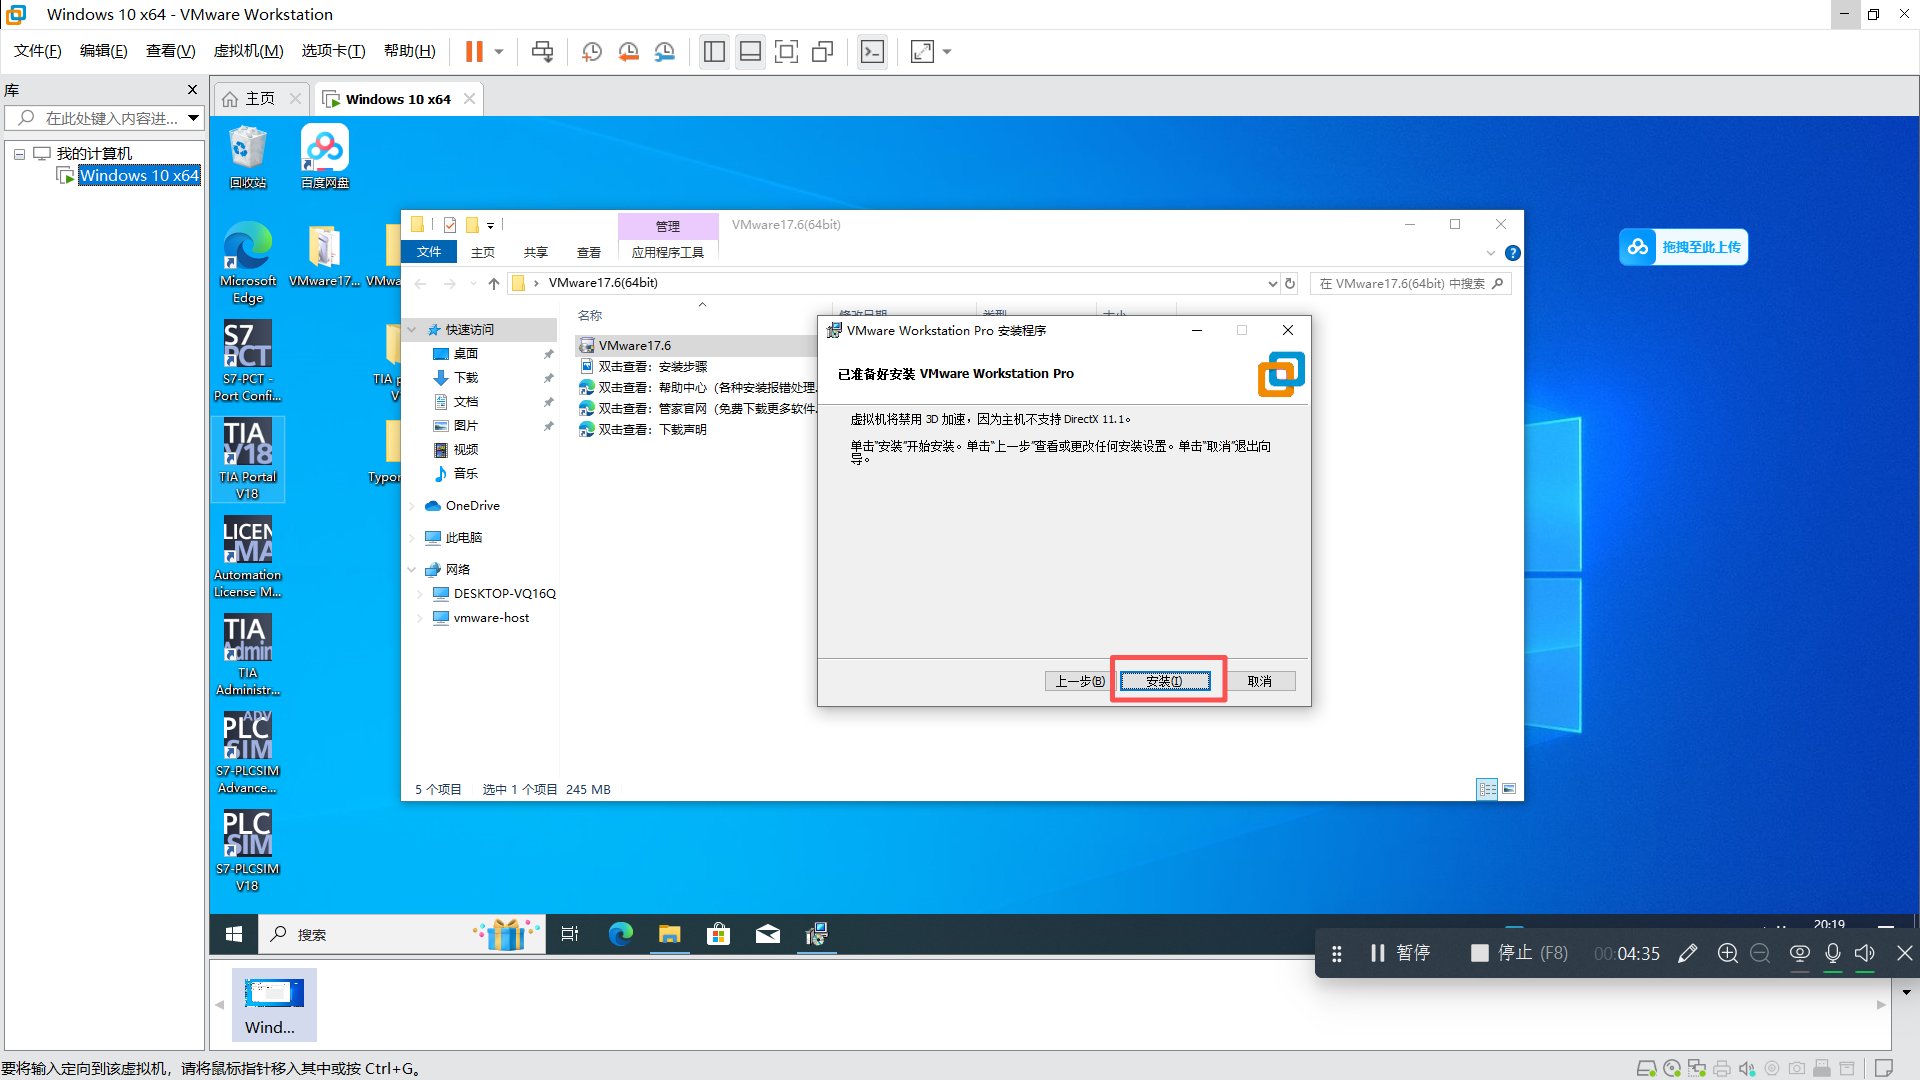 Windows 10 x64 - VMware Workstation
文件(F) 编辑(E) 查看(V) 虚拟机(M) 选项卡(T) 帮助(H)
库
在此处键入内容进...
我的计算机
Windows 10 x64
主页
Windows 10 x64
回收站
百度网盘
Microsoft Edge
VMware17...
VMwa
S7-PCT - Port Confi...
TIA p
V
TIA Portal V18
Typor
Automation License M...
TIA Administr...
S7-PLCSIM Advance...
S7-PLCSIM V18
拖拽至此上传
管理
VMware17.6(64bit)
文件 主页 共享 查看 应用程序工具
VMware17.6(64bit)
在 VMware17.6(64bit) 中搜索
快速访问
桌面
下载
文档
图片
视频
音乐
OneDrive
此电脑
网络
DESKTOP-VQ16Q
vmware-host
名称
修改日期
类型
大小
VMware17.6
双击查看：安装步骤
双击查看：帮助中心（各种安装报错处理.
双击查看：管家官网（免费下载更多软件.
双击查看：下载声明
5 个项目 选中 1 个项目 245 MB
VMware Workstation Pro 安装程序
已准备好安装 VMware Workstation Pro
虚拟机将禁用 3D 加速，因为主机不支持 DirectX 11.1。
单击"安装"开始安装。单击"上一步"查看或更改任何安装设置。单击"取消"退出向
导。
上一步(B)
安装(I)
取消
搜索
20:19
暂停
停止 (F8)
00:04:35
Wind...
要将输入定向到该虚拟机，请将鼠标指针移入其中或按 Ctrl+G。